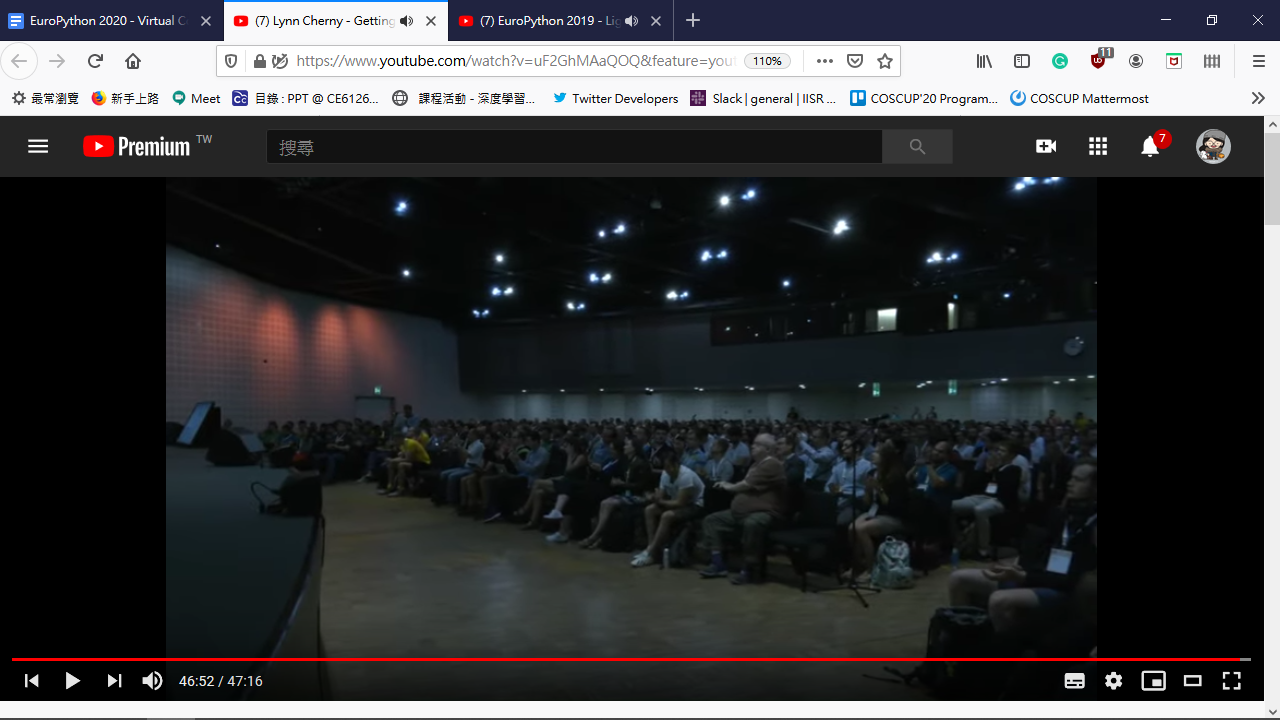 EuroPython 2020 - Virtual C
(7) Lynn Cherny - Getting
(7) EuroPython 2019 - Lig
https://www.youtube.com/watch?v=uF2GhMAaQOQ&feature=yout
110%
11
最常瀏覽
新手上路
Meet
目錄 : PPT @ CE6126...
課程活動 - 深度學習...
Twitter Developers
Slack | general | IISR ...
COSCUP'20 Program...
COSCUP Mattermost
Premium TW
搜尋
7
46:52 / 47:16